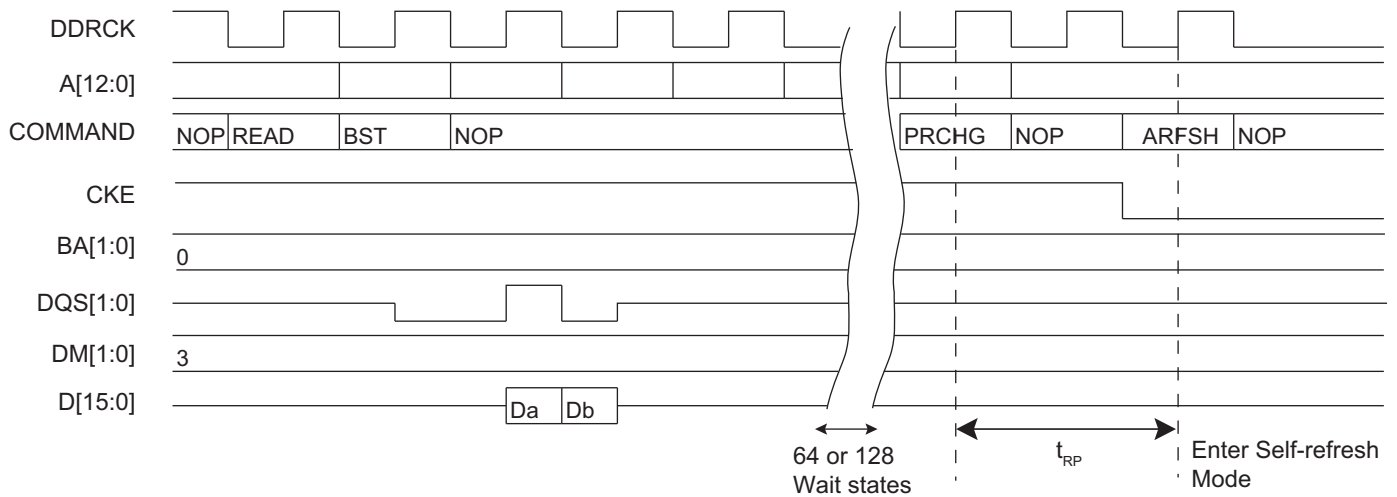 DDRCK
A[12:0]
COMMAND NOP READ BST NOP PRCHG NOP ARFSH NOP
CKE
BA[1:0] 0
DQS[1:0]
DM[1:0] 3
D[15:0] Da Db
64 or 128
Wait states
tRP
Enter Self-refresh
Mode